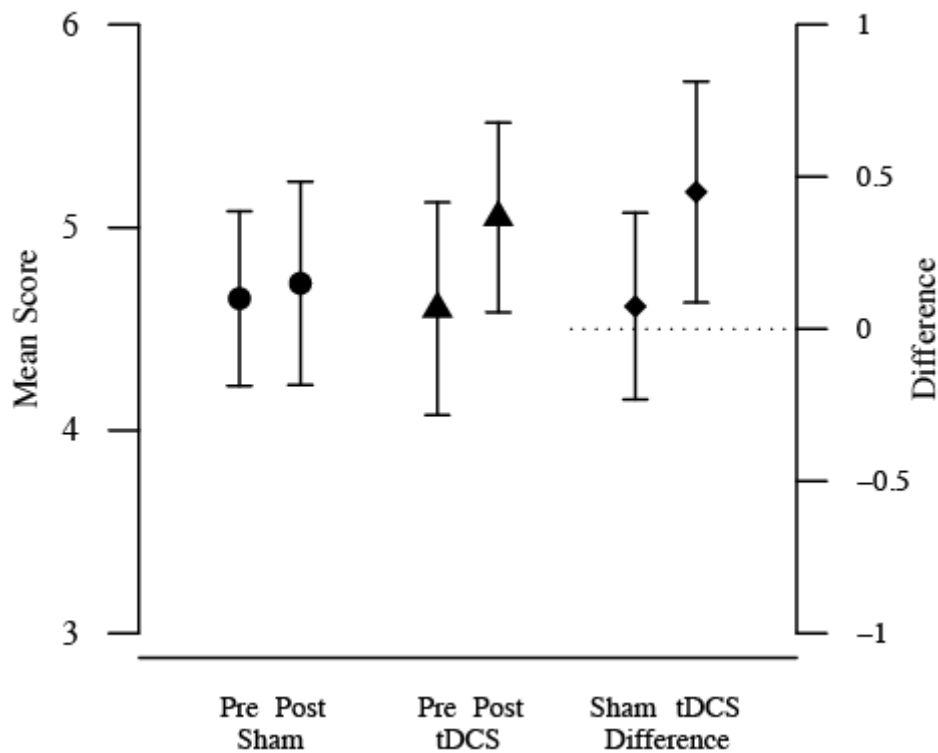 6
5
4
3
Mean Score
1
0.5
0
−0.5
−1
Difference
Pre Post Pre Post Sham tDCS
Sham tDCS Difference